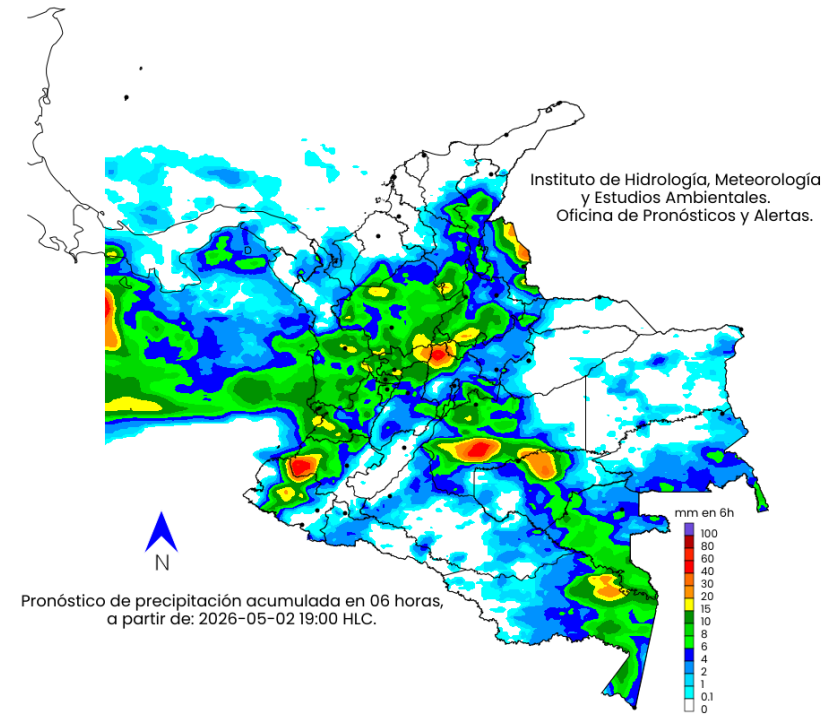 Instituto de Hidrología, Meteorología
y Estudios Ambientales.
Oficina de Pronósticos y Alertas.
mm en 6h
100
80
60
40
30
20
15
10
8
6
4
2
1
0.1
0
N
Pronóstico de precipitación acumulada en 06 horas,
a partir de: 2026-05-02 19:00 HLC.